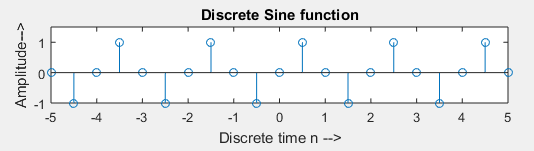 Discrete Sine function
Amplitude-->
1
0
-1
-5 -4 -3 -2 -1 0 1 2 3 4 5
Discrete time n -->